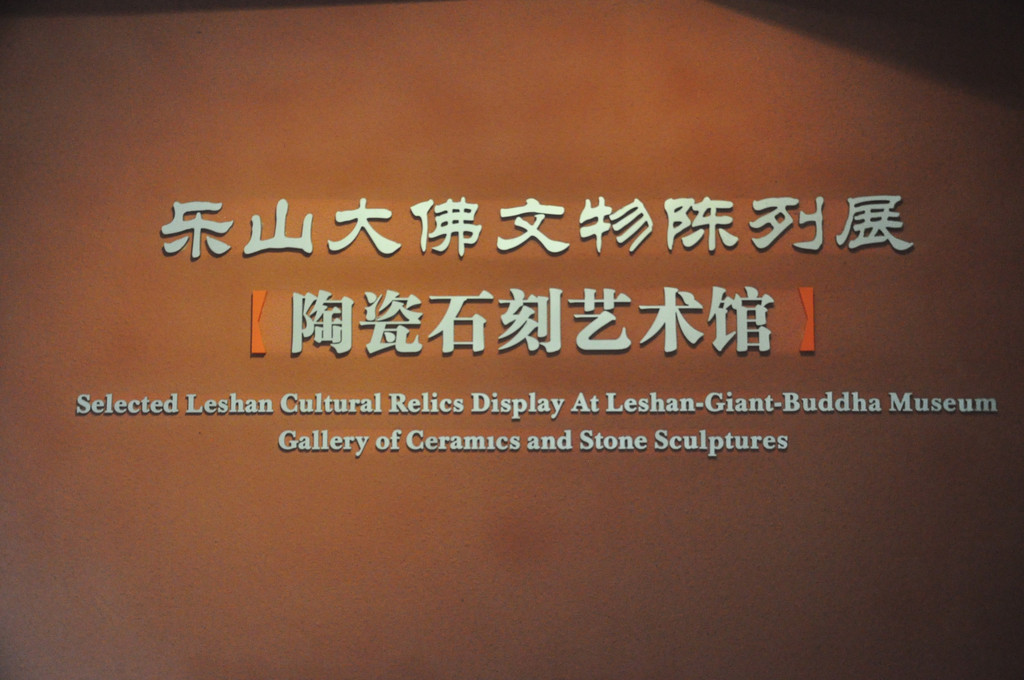 乐山大佛文物陈列展
【陶瓷石刻艺术馆】
Selected Leshan Cultural Relics Display At Leshan-Giant-Buddha Museum
Gallery of Ceramics and Stone Sculptures